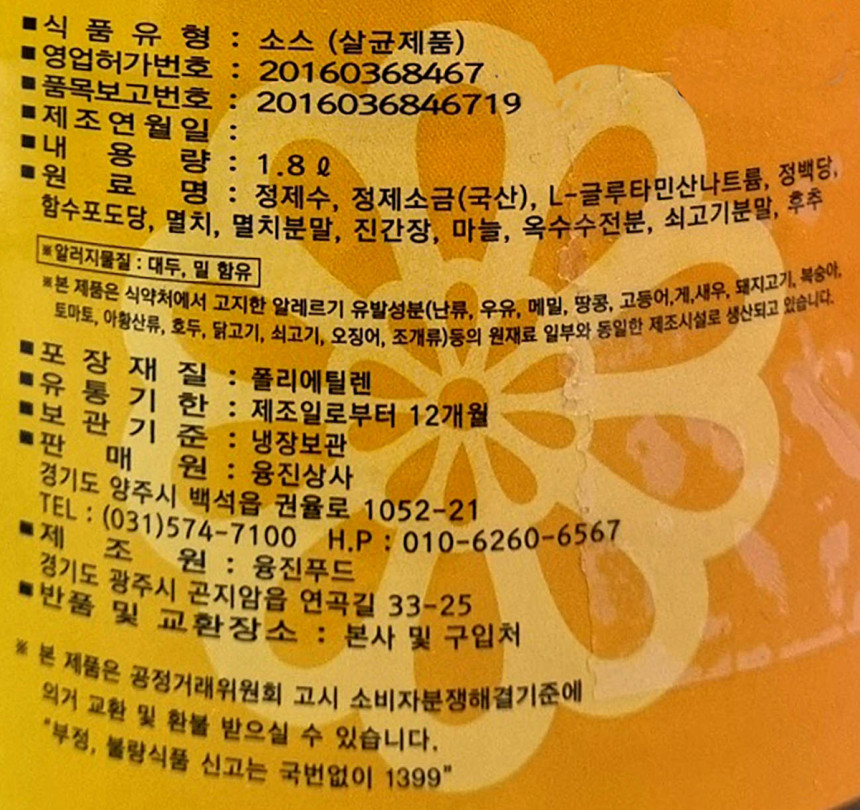 ■식 품 유 형 : 소스 (살균제품)
■영업허가번호 : 20160368467
■품목보고번호 : 2016036846719
■제조연월일 :
■내 용 량 : 1.8ℓ
■원 료 명 : 정제수, 정제소금(국산), L-글루타민산나트륨, 정백당,
함수포도당, 멸치, 멸치분말, 진간장, 마늘, 옥수수전분, 쇠고기분말, 후추
※알러지물질 : 대두, 밀 함유
※본 제품은 식약처에서 고지한 알레르기 유발성분(난류, 우유, 메밀, 땅콩, 고등어,게,새우, 돼지고기, 복숭아,
토마토, 아황산류, 호두, 닭고기, 쇠고기, 오징어, 조개류)등의 원재료 일부와 동일한 제조시설로 생산되고 있습니다.
■포 장 재 질 : 폴리에틸렌
■유 통 기 한 : 제조일로부터 12개월
■보 관 기 준 : 냉장보관
■판 매 원 : 융진상사
경기도 양주시 백석읍 권율로 1052-21
TEL : (031)574-7100 H.P : 010-6260-6567
■제 조 원 : 융진푸드
경기도 광주시 곤지암읍 연곡길 33-25
■반품 및 교환장소 : 본사 및 구입처
※ 본 제품은 공정거래위원회 고시 소비자분쟁해결기준에
의거 교환 및 환불 받으실 수 있습니다.
"부정, 불량식품 신고는 국번없이 1399"